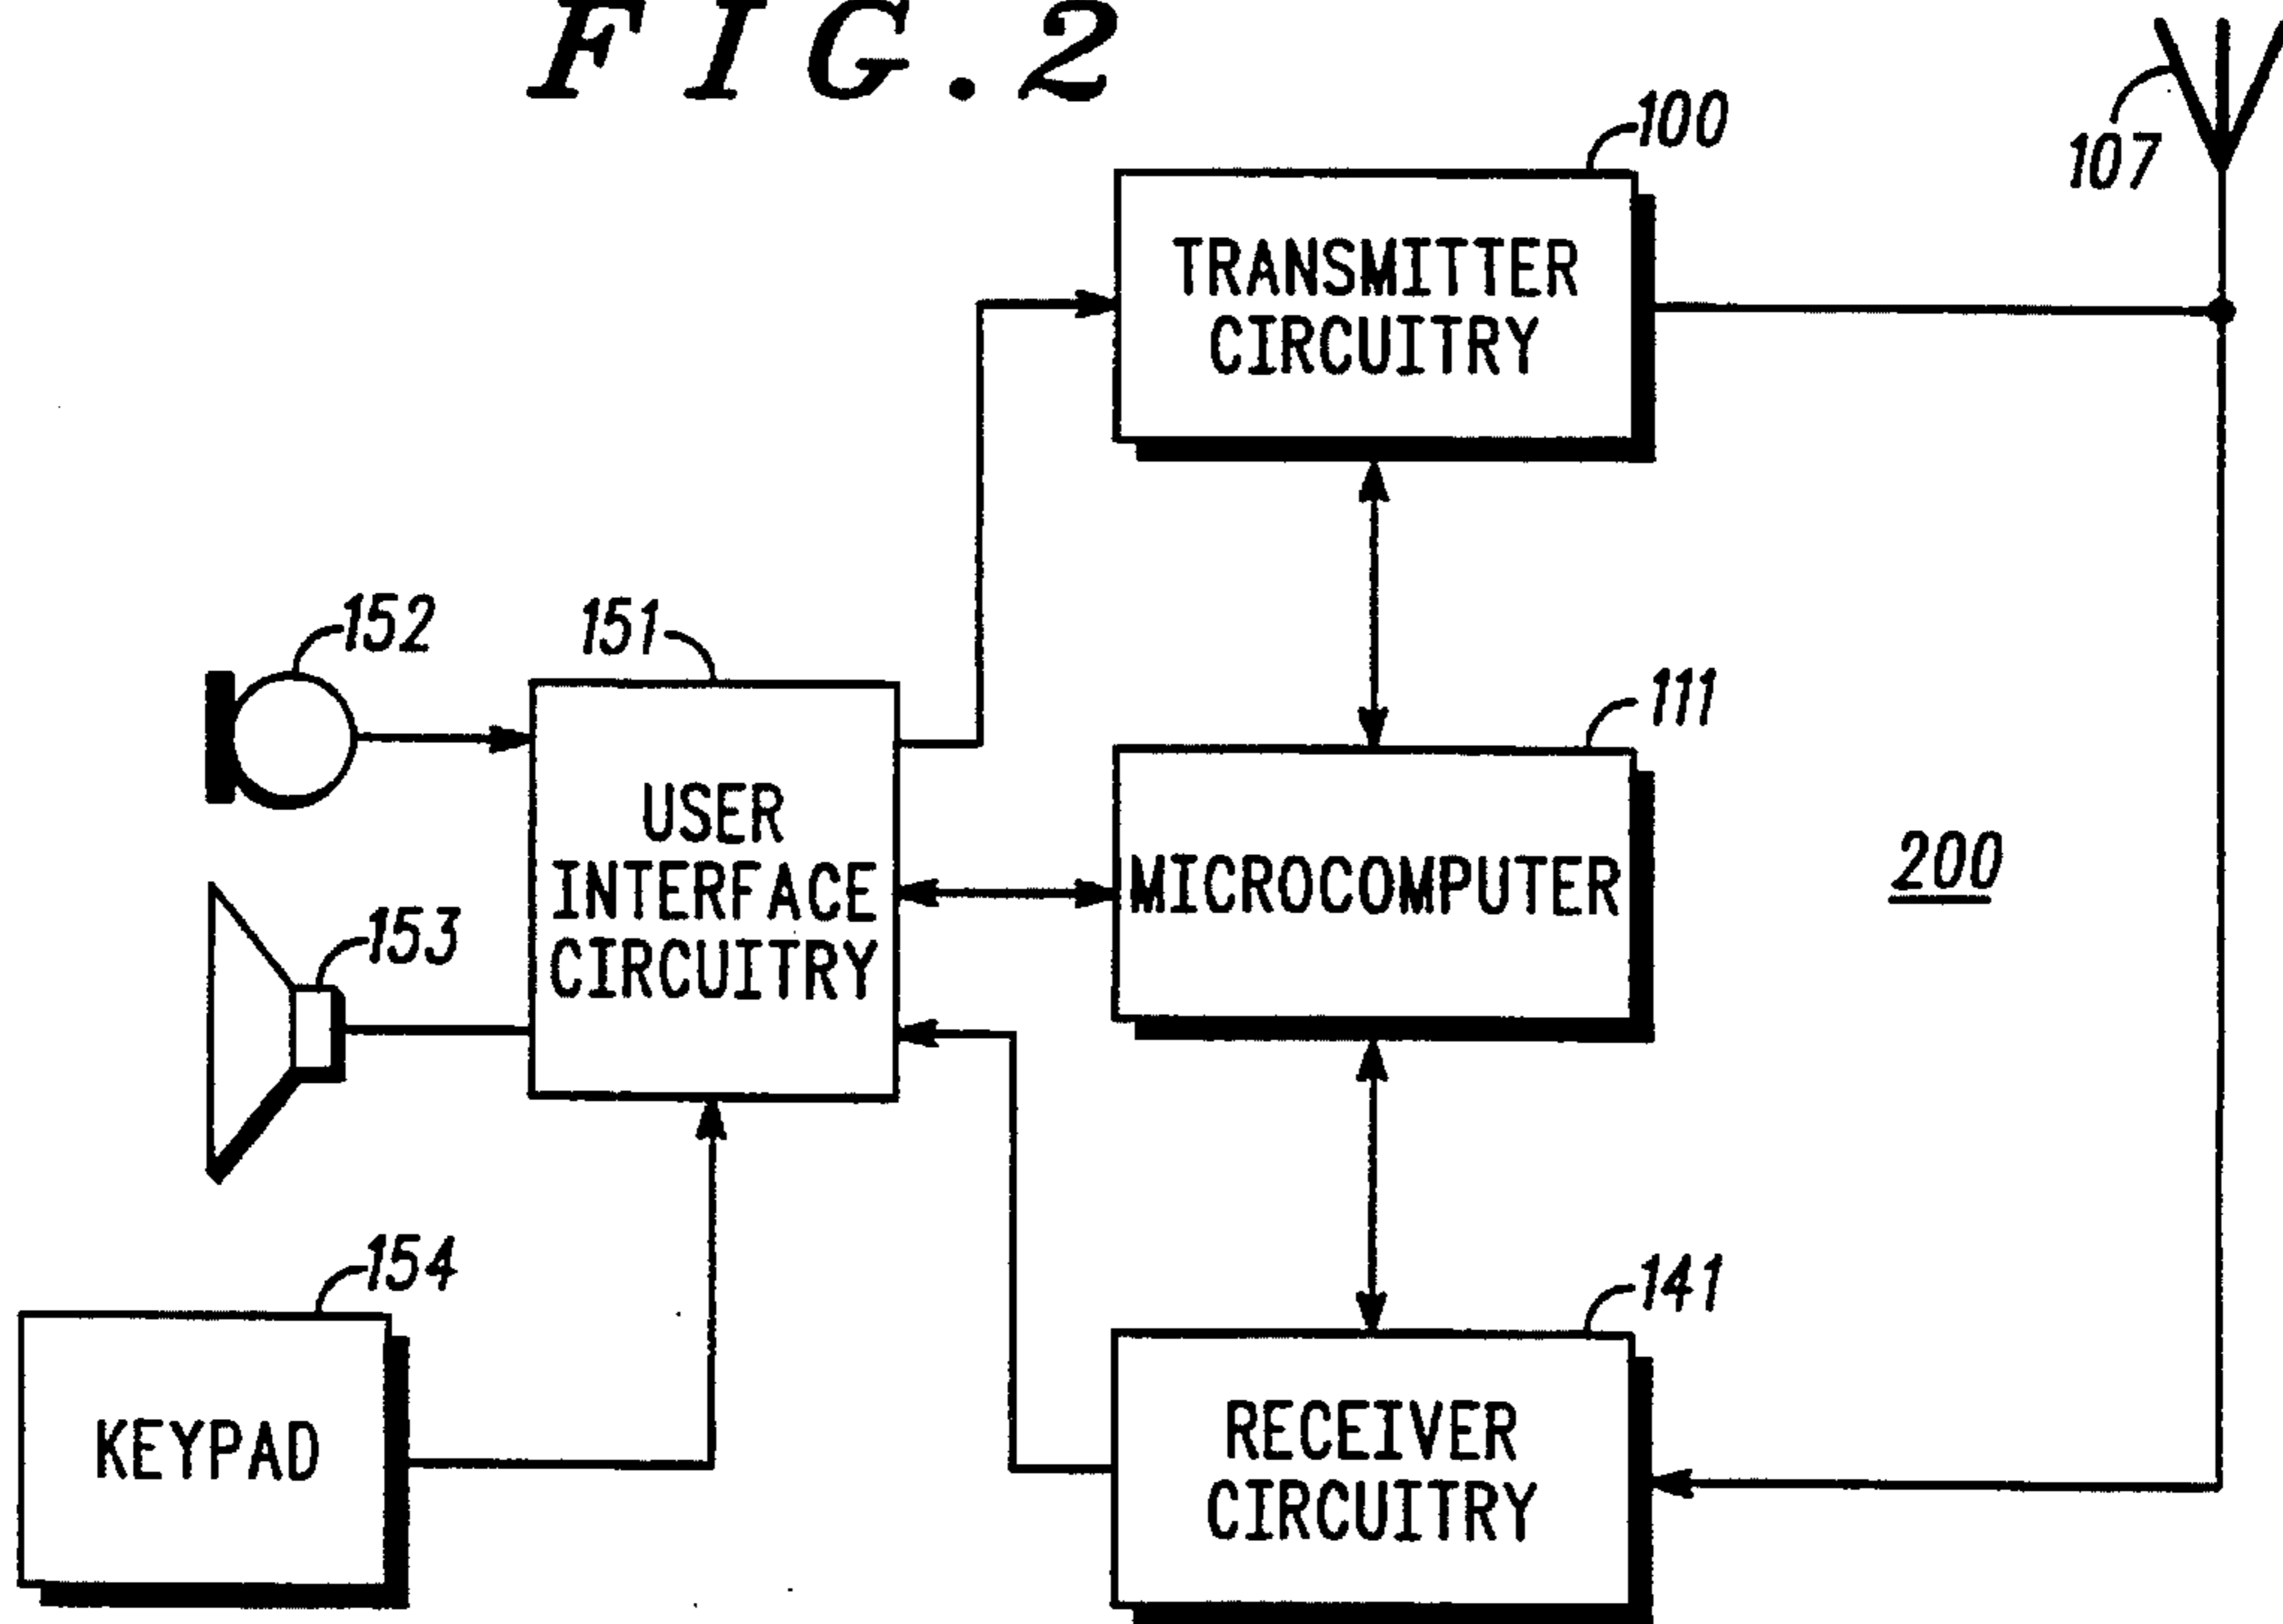 FIG.2
100
107
TRANSMITTER
CIRCUITRY
152
151
111
USER
INTERFACE
CIRCUITRY
MICROCOMPUTER
200
153
154
141
KEYPAD
RECEIVER
CIRCUITRY